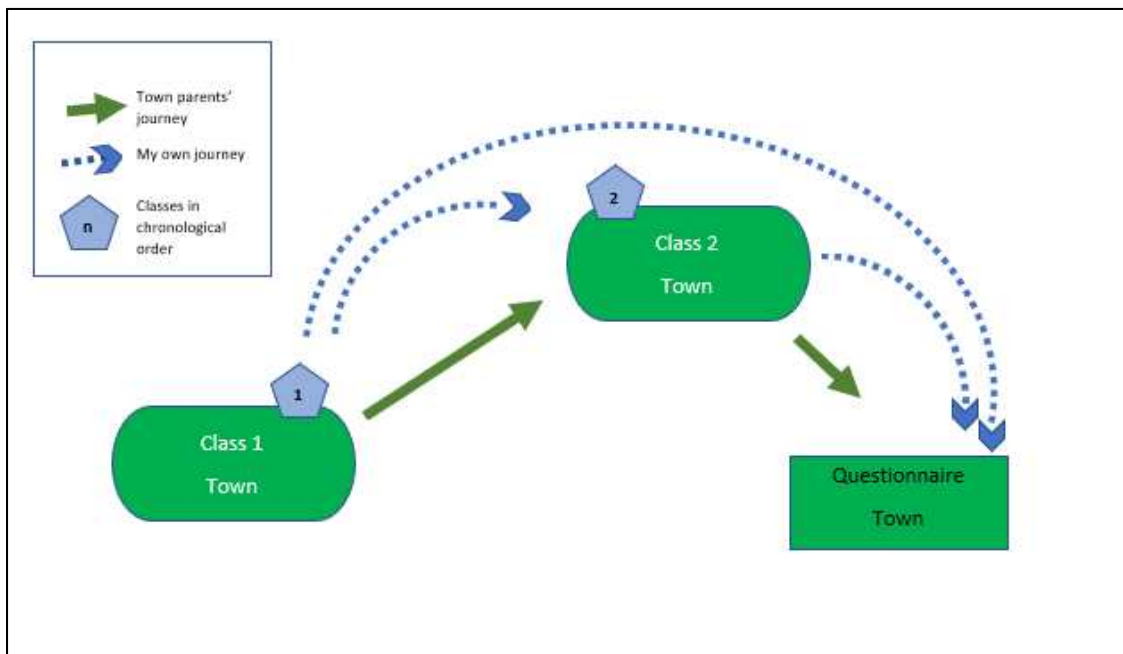 Town parents'
journey
My own journey
n
Classes in
chronological
order
2
Class 2
Town
1
Class 1
Town
Questionnaire
Town